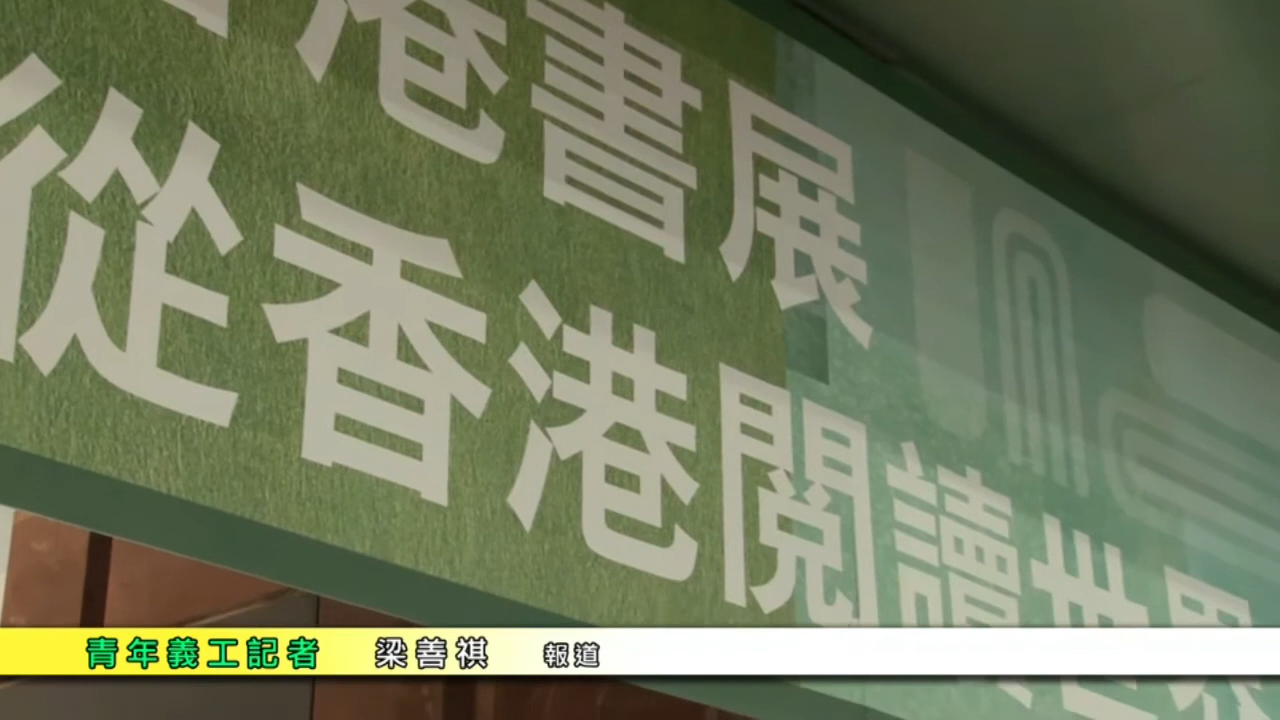 港書展
從香港閱讀世界
青年義工記者 梁善祺 報道